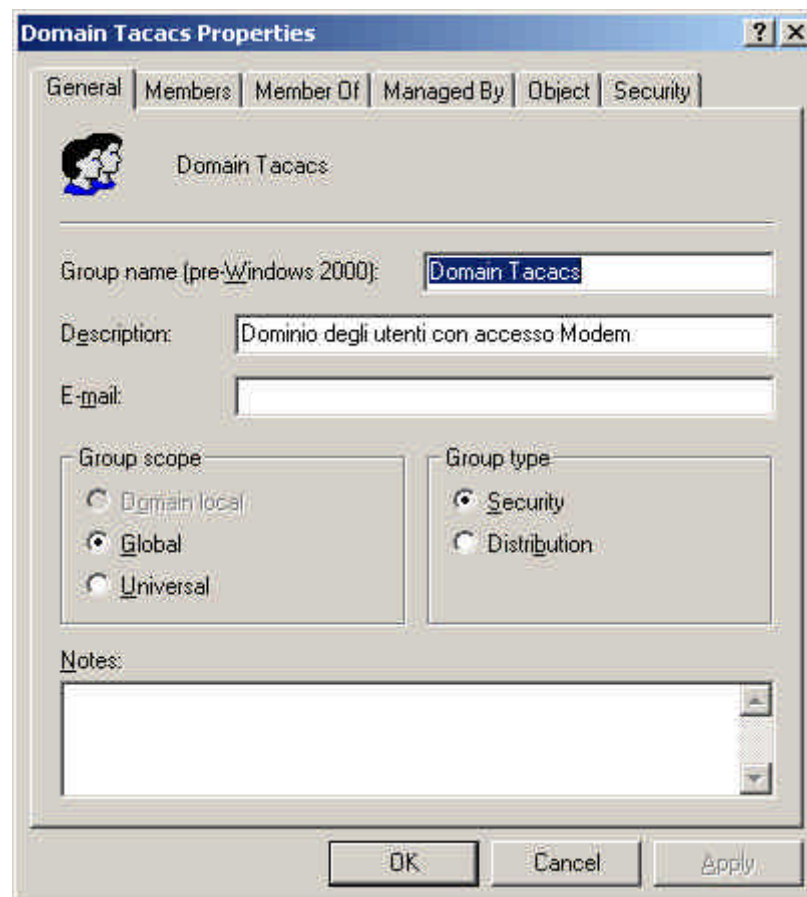 Domain Tacacs Properties
General Members Member Of Managed By Object Security
Domain Tacacs
Group name (pre-Windows 2000): Domain Tacacs
Description: Dominio degli utenti con accesso Modem
E-mail:
Group scope
Domain local
Global
Universal
Group type
Security
Distribution
Notes:
OK Cancel Apply